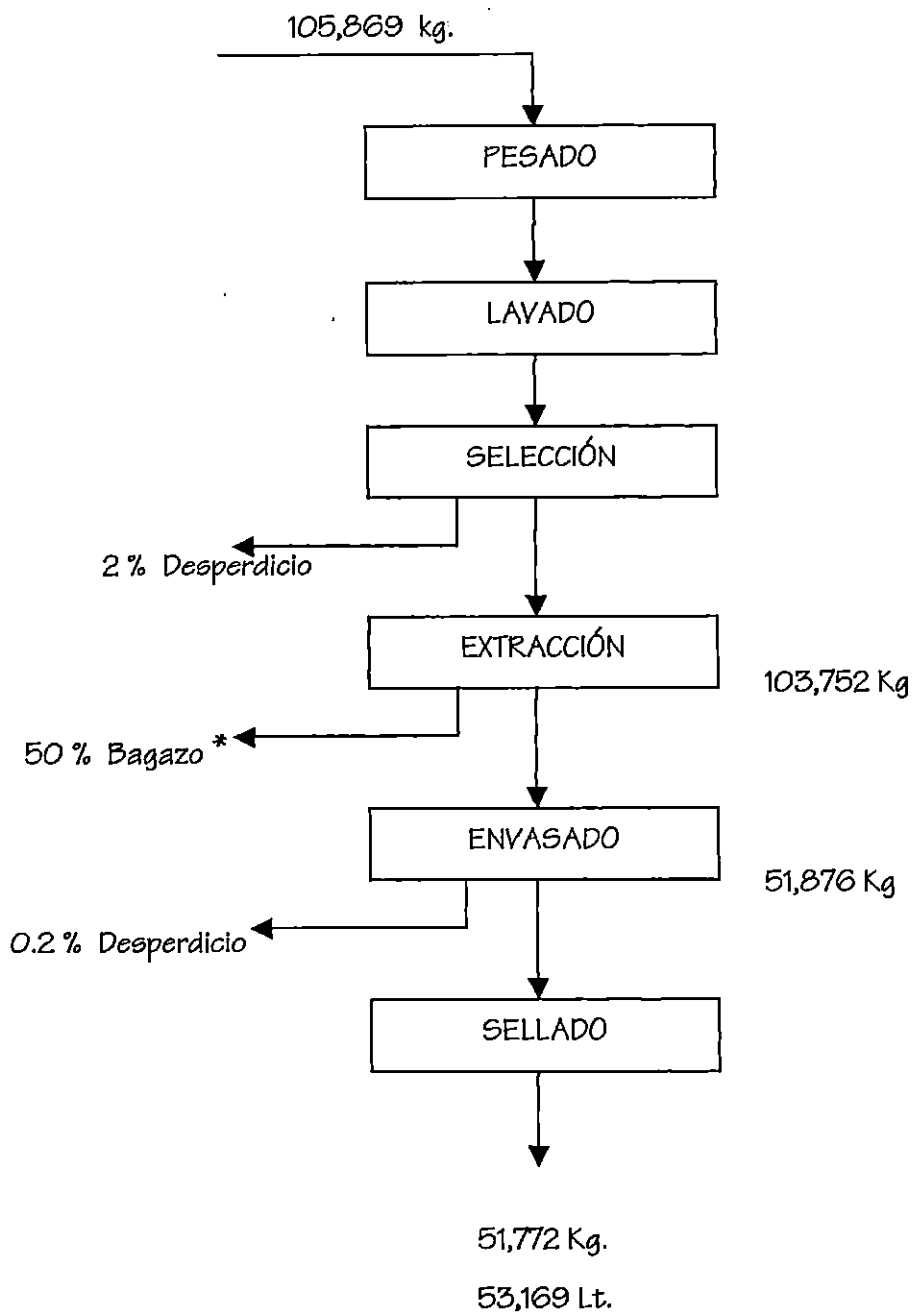 105,869 kg.
PESADO
LAVADO
SELECCIÓN
2 % Desperdicio
EXTRACCIÓN
103,752 Kg
50 % Bagazo *
ENVASADO
51,876 Kg
0.2 % Desperdicio
SELLADO
51,772 Kg.
53,169 Lt.